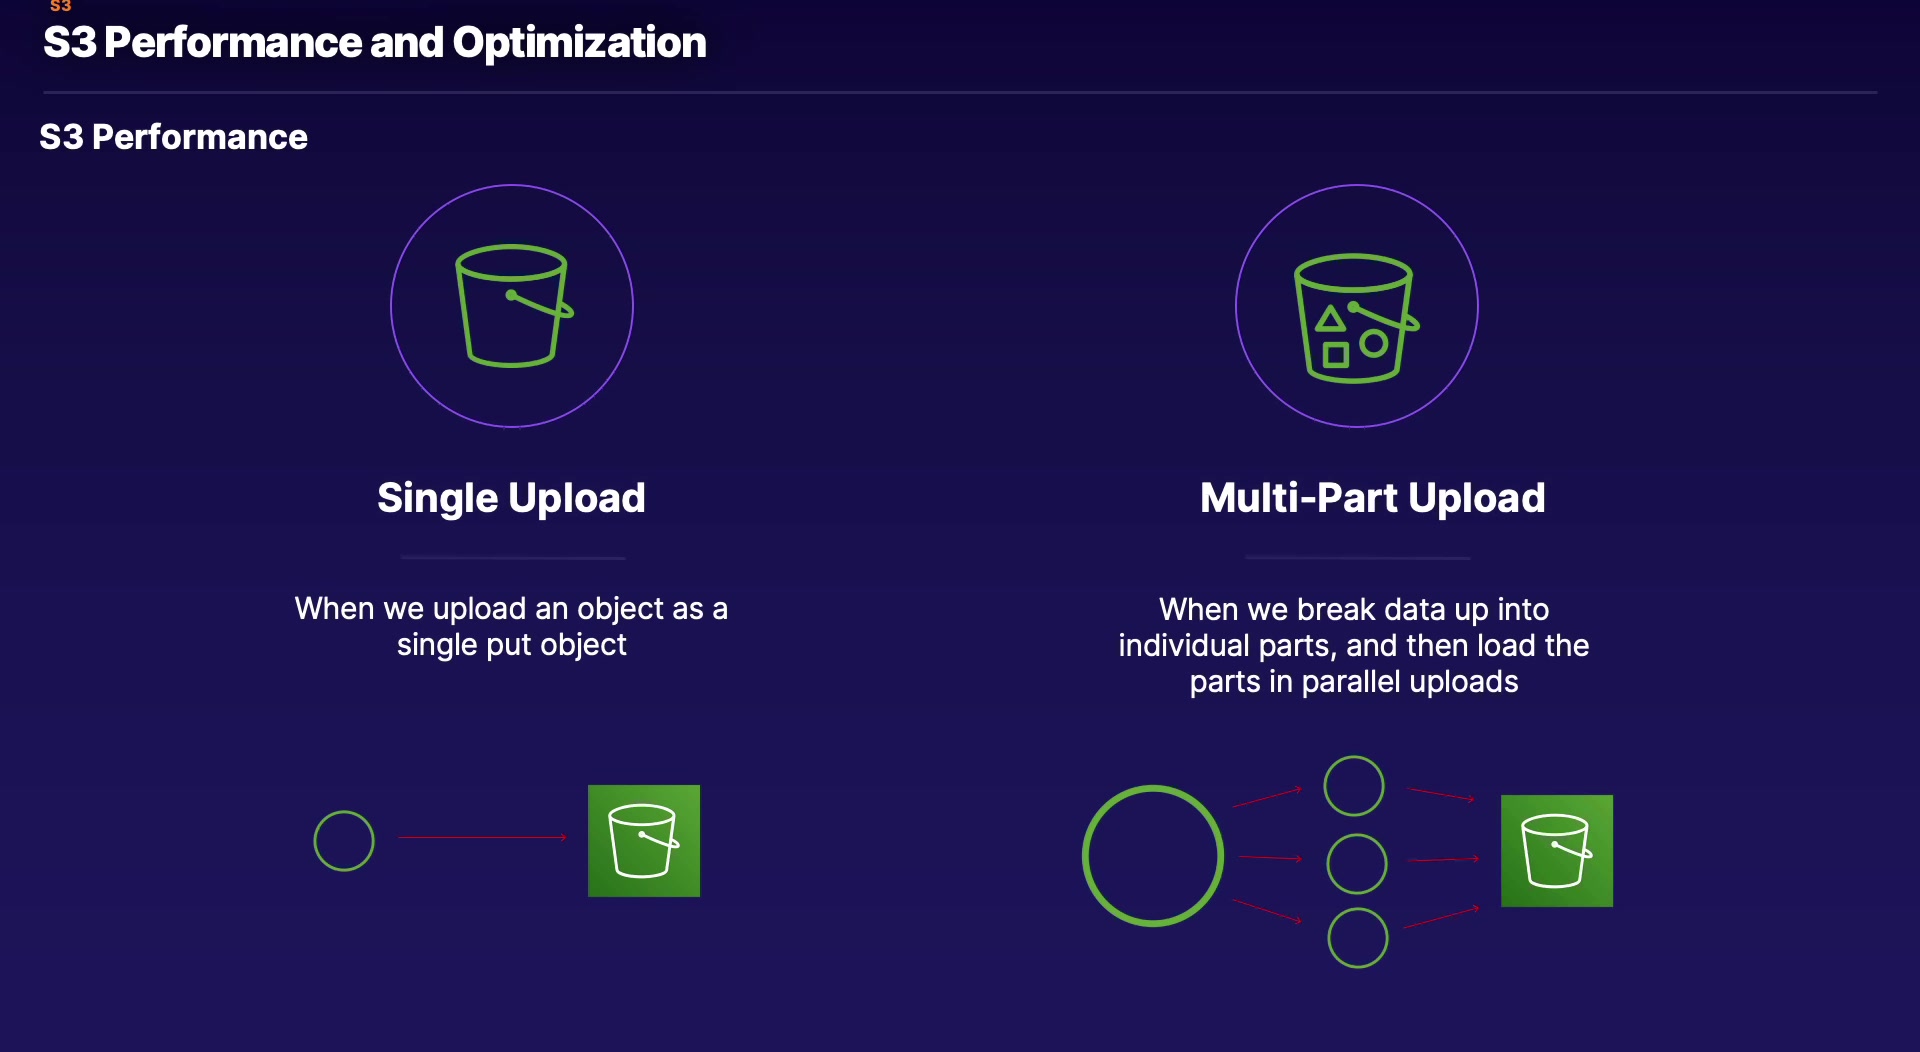 S3
S3 Performance and Optimization
S3 Performance
Single Upload
When we upload an object as a
single put object
Multi-Part Upload
When we break data up into
individual parts, and then load the
parts in parallel uploads